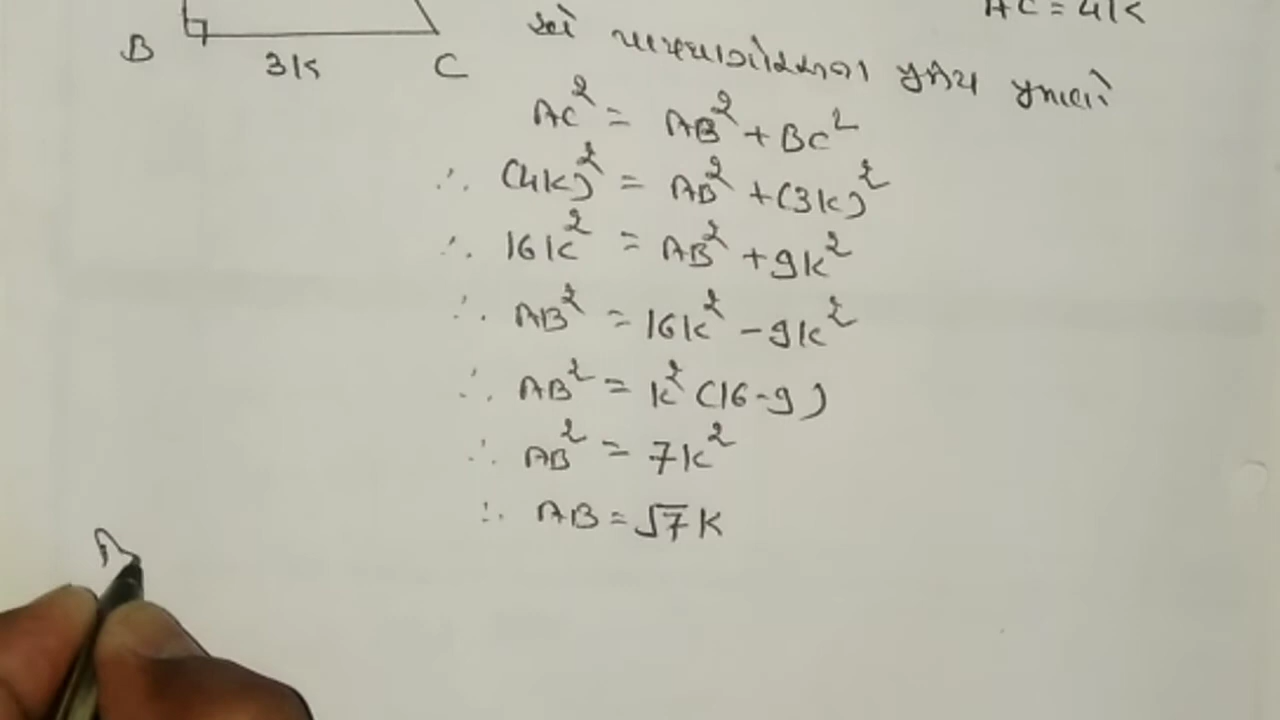 AC = 4K
B
3K
C
હવે પાયથાગોરસના પ્રમેય પ્રમાણે
AC² = AB² + BC²
∴ (4K)² = AB² + (3K)²
∴ 16K² = AB² + 9K²
∴ AB² = 16K² - 9K²
∴ AB² = K² (16-9)
∴ AB² = 7K²
∴ AB = √7 K